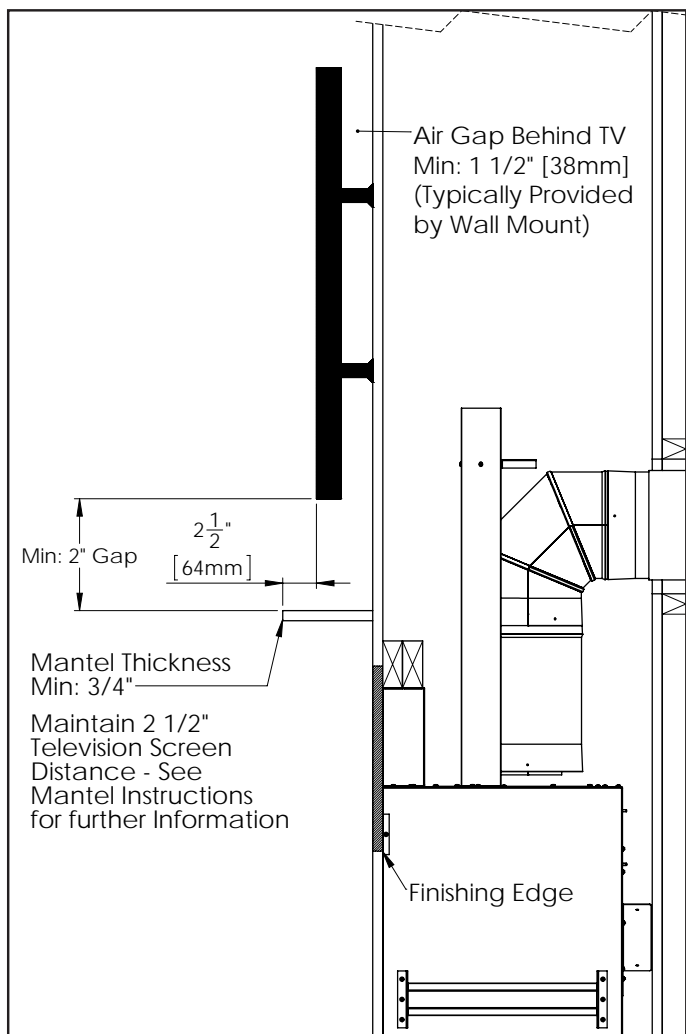 Air Gap Behind TV
Min: 1 1/2" [38mm]
(Typically Provided
by Wall Mount)
Min: 2" Gap
2 1/2"
[64mm]
Mantel Thickness
Min: 3/4"
Maintain 2 1/2"
Television Screen
Distance - See
Mantel Instructions
for further Information
Finishing Edge